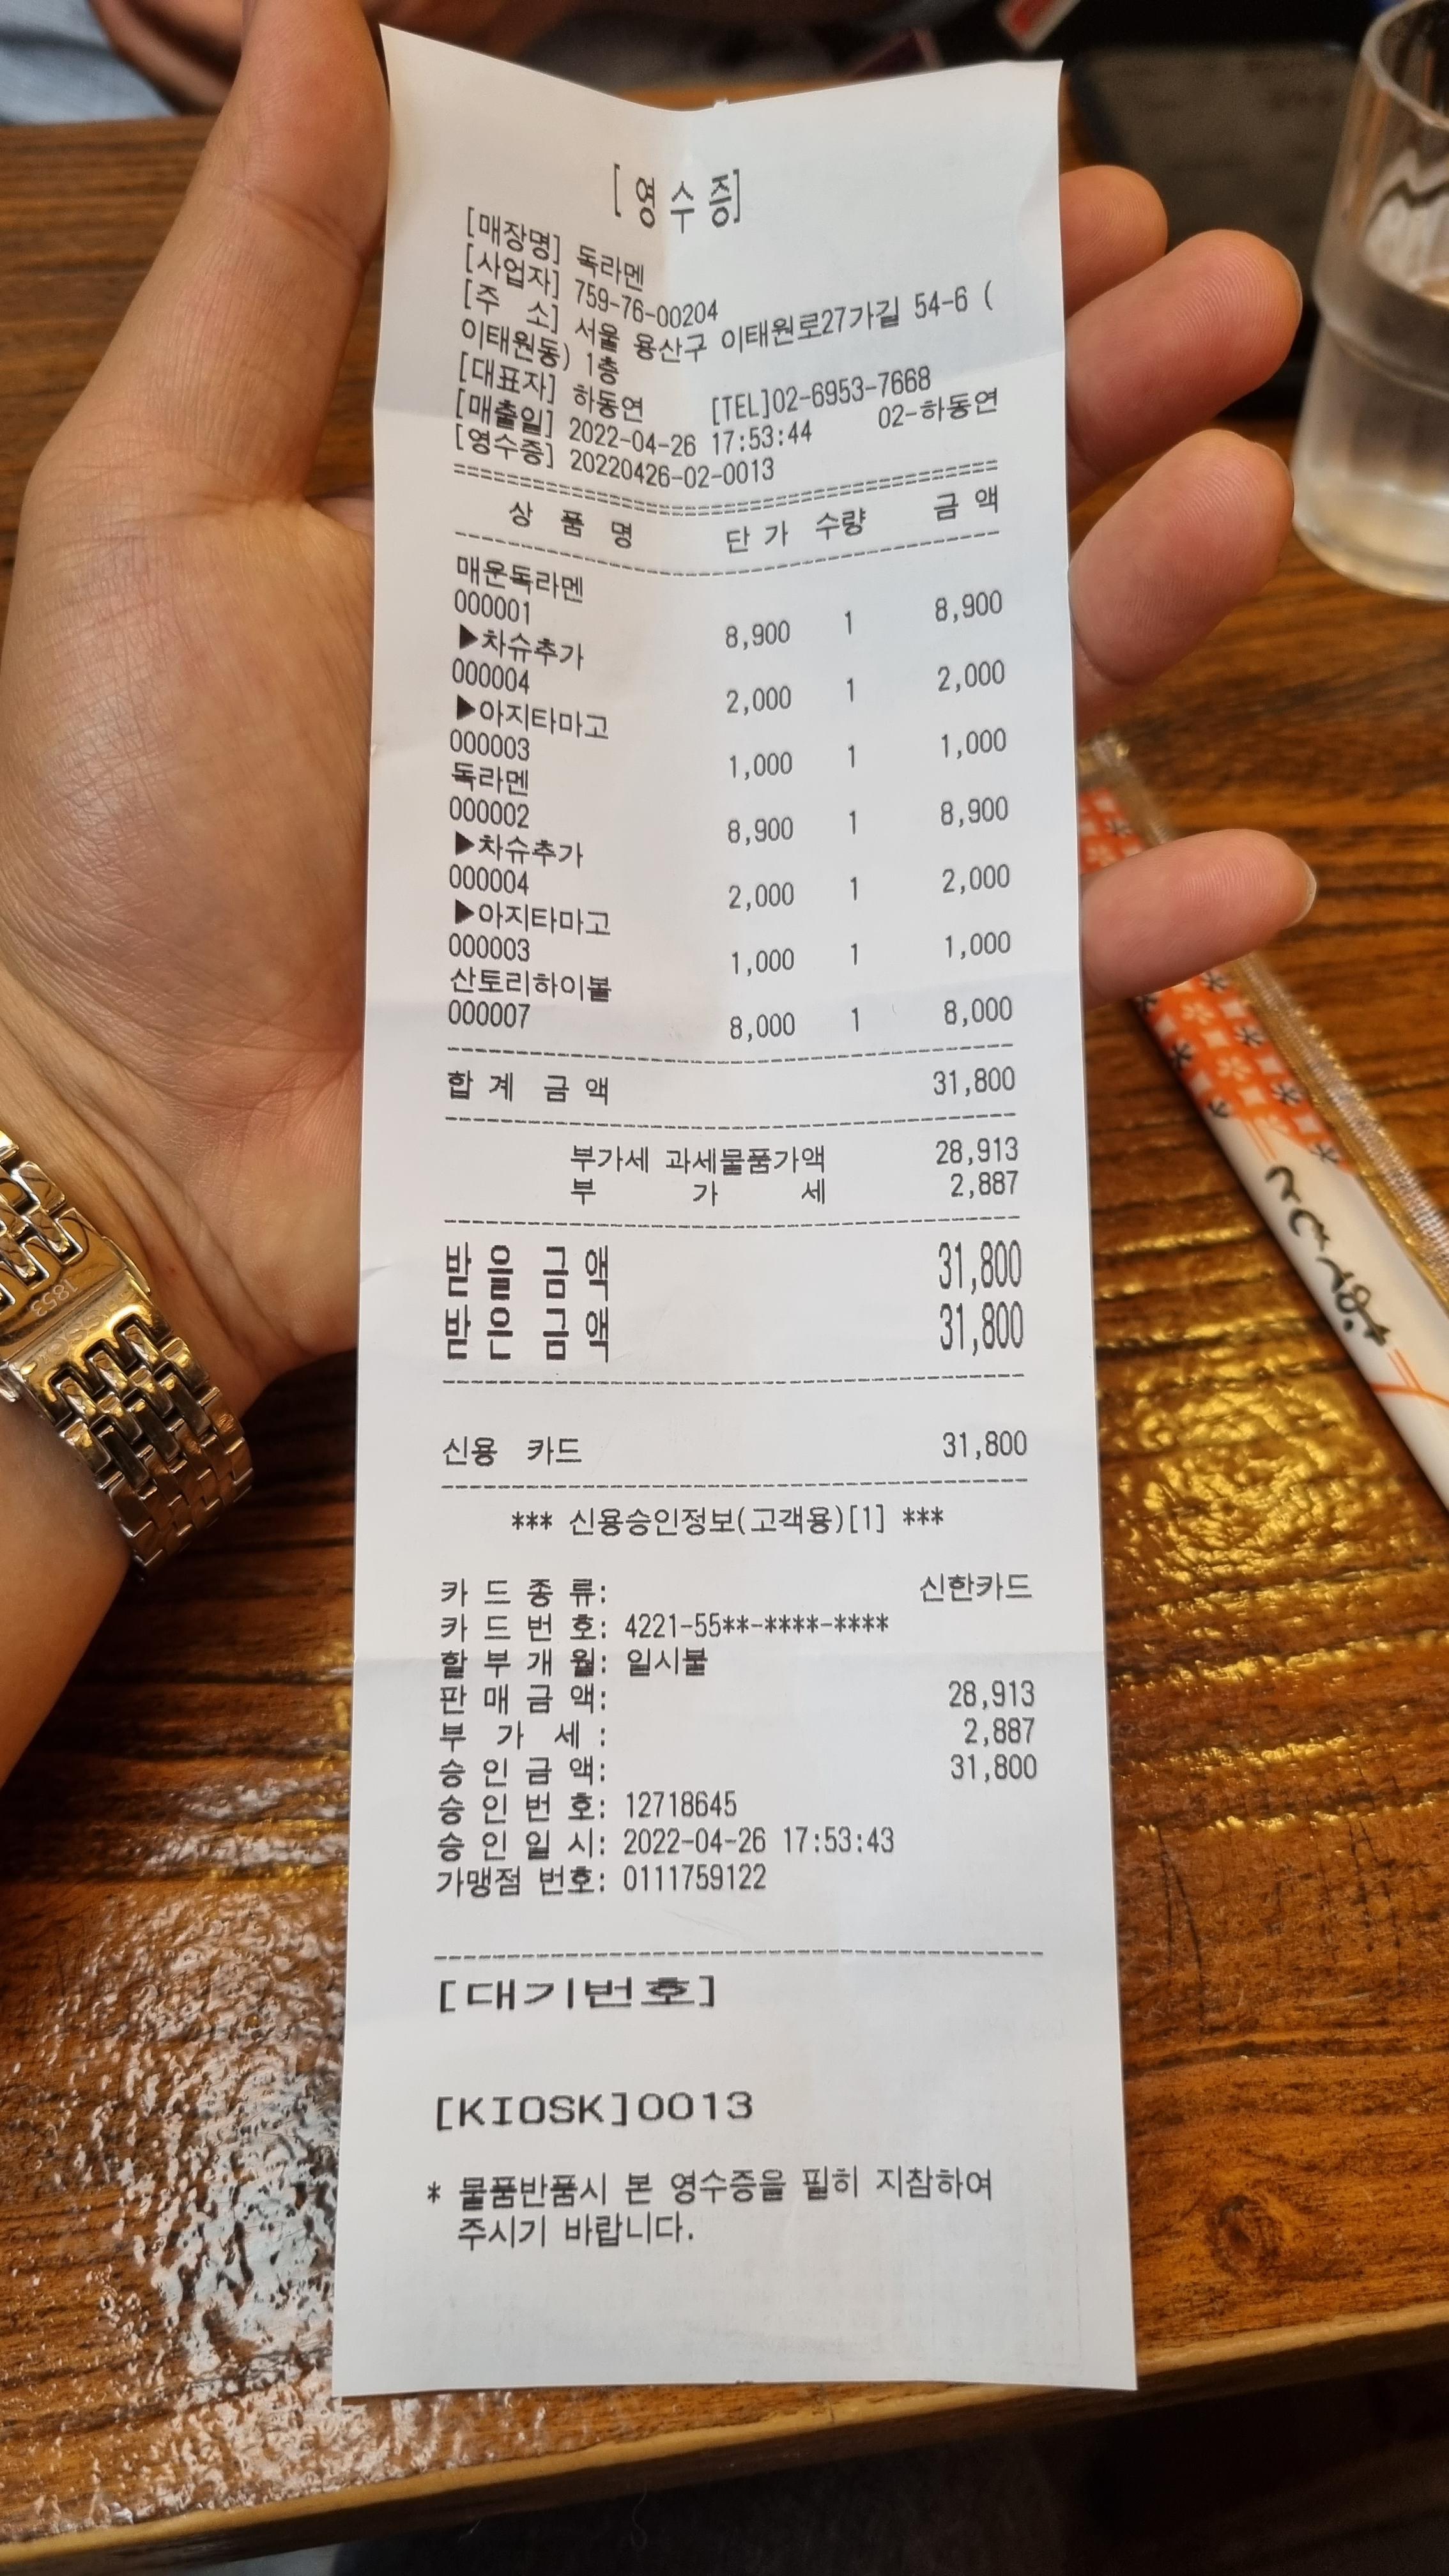 [ 영 수 증]
[매장명] 독라멘
[사업자] 759-76-00204
[주 소] 서울 용산구 이태원로27가길 54-6 (
이태원동) 1층
[대표자] 하동연 [TEL]02-6953-7668
[매출일] 2022-04-26 17:53:44 02-하동연
[영수증] 20220426-02-0013
==========================================
상 품 명 단 가 수량 금 액
매운독라멘
000001 8,900 1 8,900
▶차슈추가
000004 2,000 1 2,000
▶아지타마고
000003 1,000 1 1,000
독라멘
000002 8,900 1 8,900
▶차슈추가
000004 2,000 1 2,000
▶아지타마고
000003 1,000 1 1,000
산토리하이볼
000007 8,000 1 8,000
합 계 금 액 31,800
부가세 과세물품가액 28,913
부 가 세 2,887
받 을 금 액 31,800
받 은 금 액 31,800
신용 카드 31,800
*** 신용승인정보(고객용)[1] ***
카 드 종 류: 신한카드
카 드 번 호: 4221-55**-****-****
할 부 개 월: 일시불
판 매 금 액: 28,913
부 가 세 : 2,887
승 인 금 액: 31,800
승 인 번 호: 12718645
승 인 일 시: 2022-04-26 17:53:43
가맹점 번호: 0111759122
[대기번호]
[KIOSK]0013
* 물품반품시 본 영수증을 필히 지참하여
주시기 바랍니다.
1853